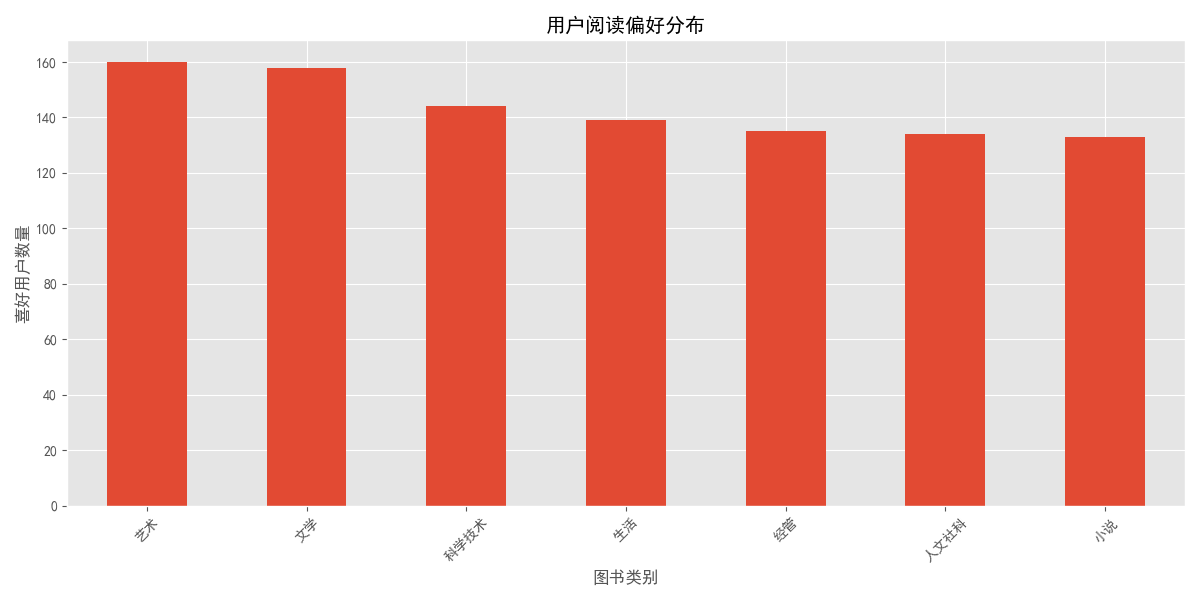 用户阅读偏好分布
喜好用户数量
160
140
120
100
80
60
40
20
0
艺术
文学
科学技术
生活
经管
人文社科
小说
图书类别